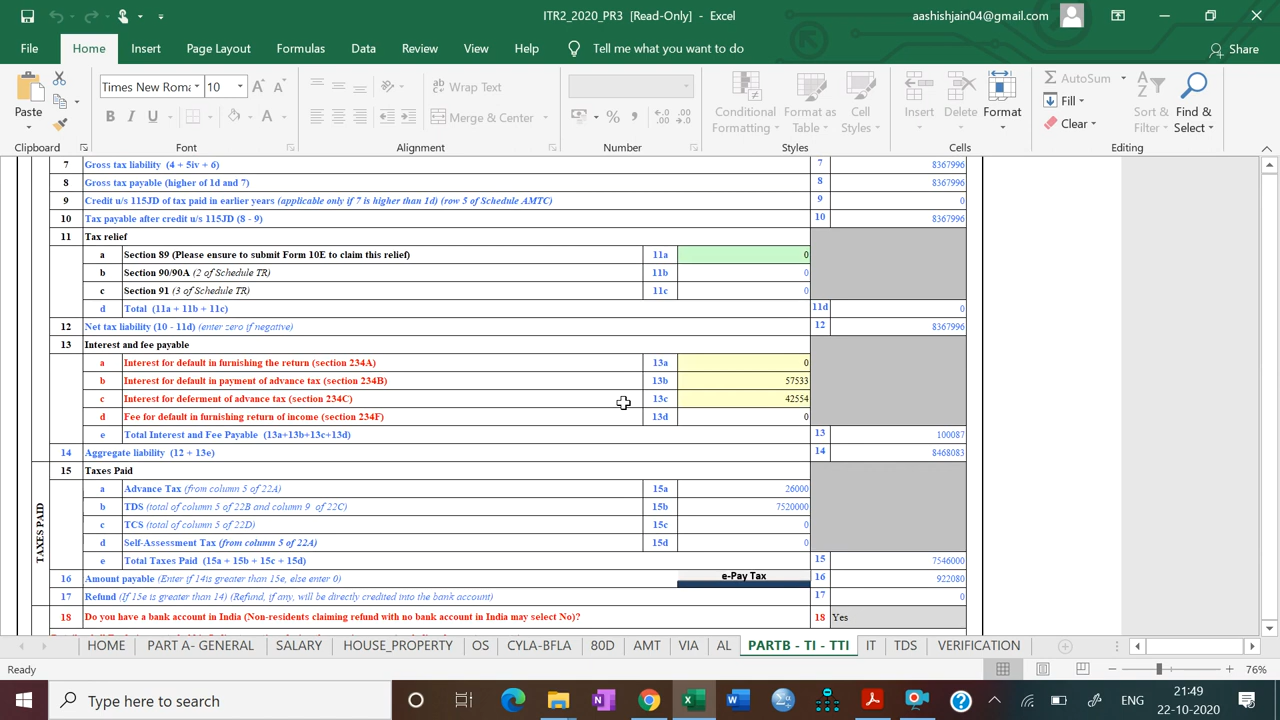 ITR2_2020_PR3 [Read-Only] - Excel
aashishjain04@gmail.com
File Home Insert Page Layout Formulas Data Review View Help Tell me what you want to do Share
Paste
Clipboard
Times New Roma 10
B I U
Font
Wrap Text
Merge & Center
Alignment
Number
Conditional Formatting
Format as Table
Cell Styles
Styles
Insert Delete Format
Cells
AutoSum
Fill
Clear
Sort & Filter
Find & Select
Editing
7 Gross tax liability (4 + 5iv + 6) 7 8367996
8 Gross tax payable (higher of 1d and 7) 8 8367996
9 Credit u/s 115JD of tax paid in earlier years (applicable only if 7 is higher than 1d) (row 5 of Schedule AMTC) 9 0
10 Tax payable after credit u/s 115JD (8 - 9) 10 8367996
11 Tax relief
a Section 89 (Please ensure to submit Form 10E to claim this relief) 11a 0
b Section 90/90A (2 of Schedule TR) 11b 0
c Section 91 (3 of Schedule TR) 11c 0
d Total (11a + 11b + 11c) 11d 0
12 Net tax liability (10 - 11d) (enter zero if negative) 12 8367996
13 Interest and fee payable
a Interest for default in furnishing the return (section 234A) 13a 0
b Interest for default in payment of advance tax (section 234B) 13b 57533
c Interest for deferment of advance tax (section 234C) 13c 42554
d Fee for default in furnishing return of income (section 234F) 13d 0
e Total Interest and Fee Payable (13a+13b+13c+13d) 13 100087
14 Aggregate liability (12 + 13e) 14 8468083
TAXES PAID
15 Taxes Paid
a Advance Tax (from column 5 of 22A) 15a 26000
b TDS (total of column 5 of 22B and column 9 of 22C) 15b 7520000
c TCS (total of column 5 of 22D) 15c 0
d Self-Assessment Tax (from column 5 of 22A) 15d 0
e Total Taxes Paid (15a + 15b + 15c + 15d) 15 7546000
16 Amount payable (Enter if 14is greater than 15e, else enter 0) e-Pay Tax 16 922080
17 Refund (If 15e is greater than 14) (Refund, if any, will be directly credited into the bank account) 17 0
18 Do you have a bank account in India (Non-residents claiming refund with no bank account in India may select No)? 18 Yes
HOME PART A- GENERAL SALARY HOUSE_PROPERTY OS CYLA-BFLA 80D AMT VIA AL PARTB - TI - TTI IT TDS VERIFICATION
Ready
76%
Type here to search
ENG
21:49
22-10-2020